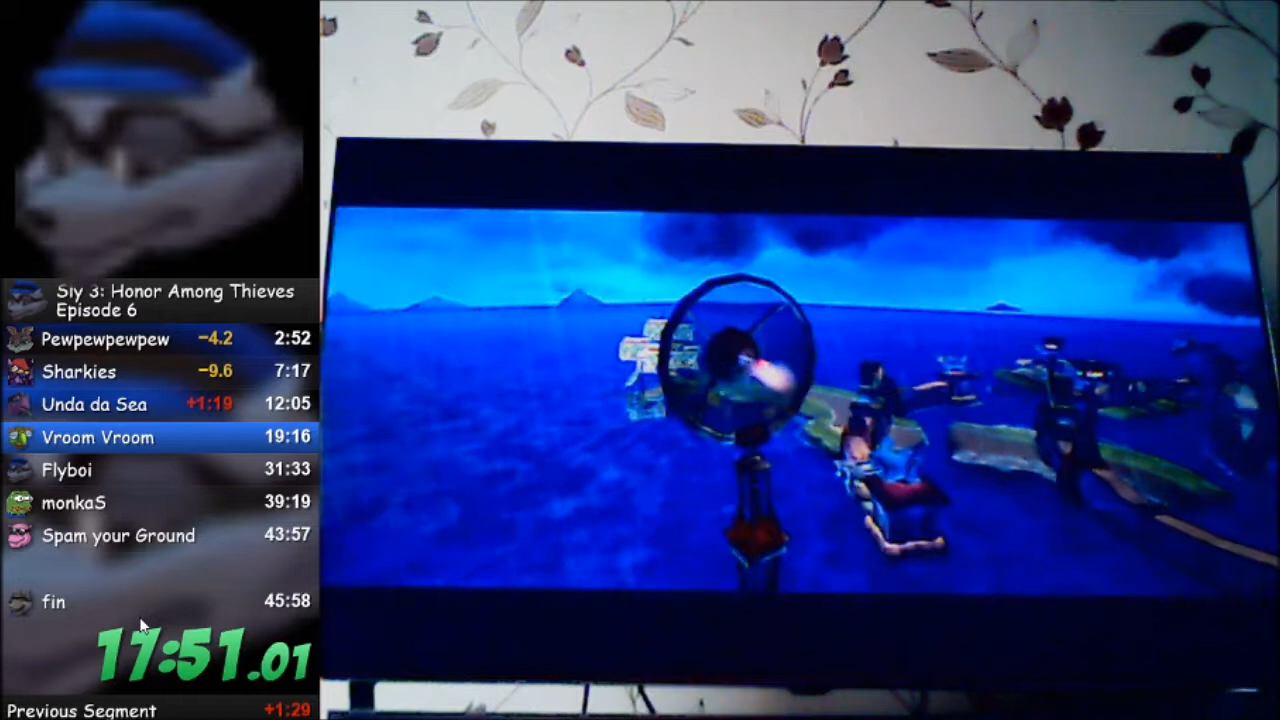 Sly 3: Honor Among Thieves
Episode 6
Pewpewpewpew −4.2 2:52
Sharkies −9.6 7:17
Unda da Sea +1:19 12:05
Vroom Vroom 19:16
Flyboi 31:33
monkaS 39:19
Spam your Ground 43:57
fin 45:58
17:51.01
Previous Segment +1:29